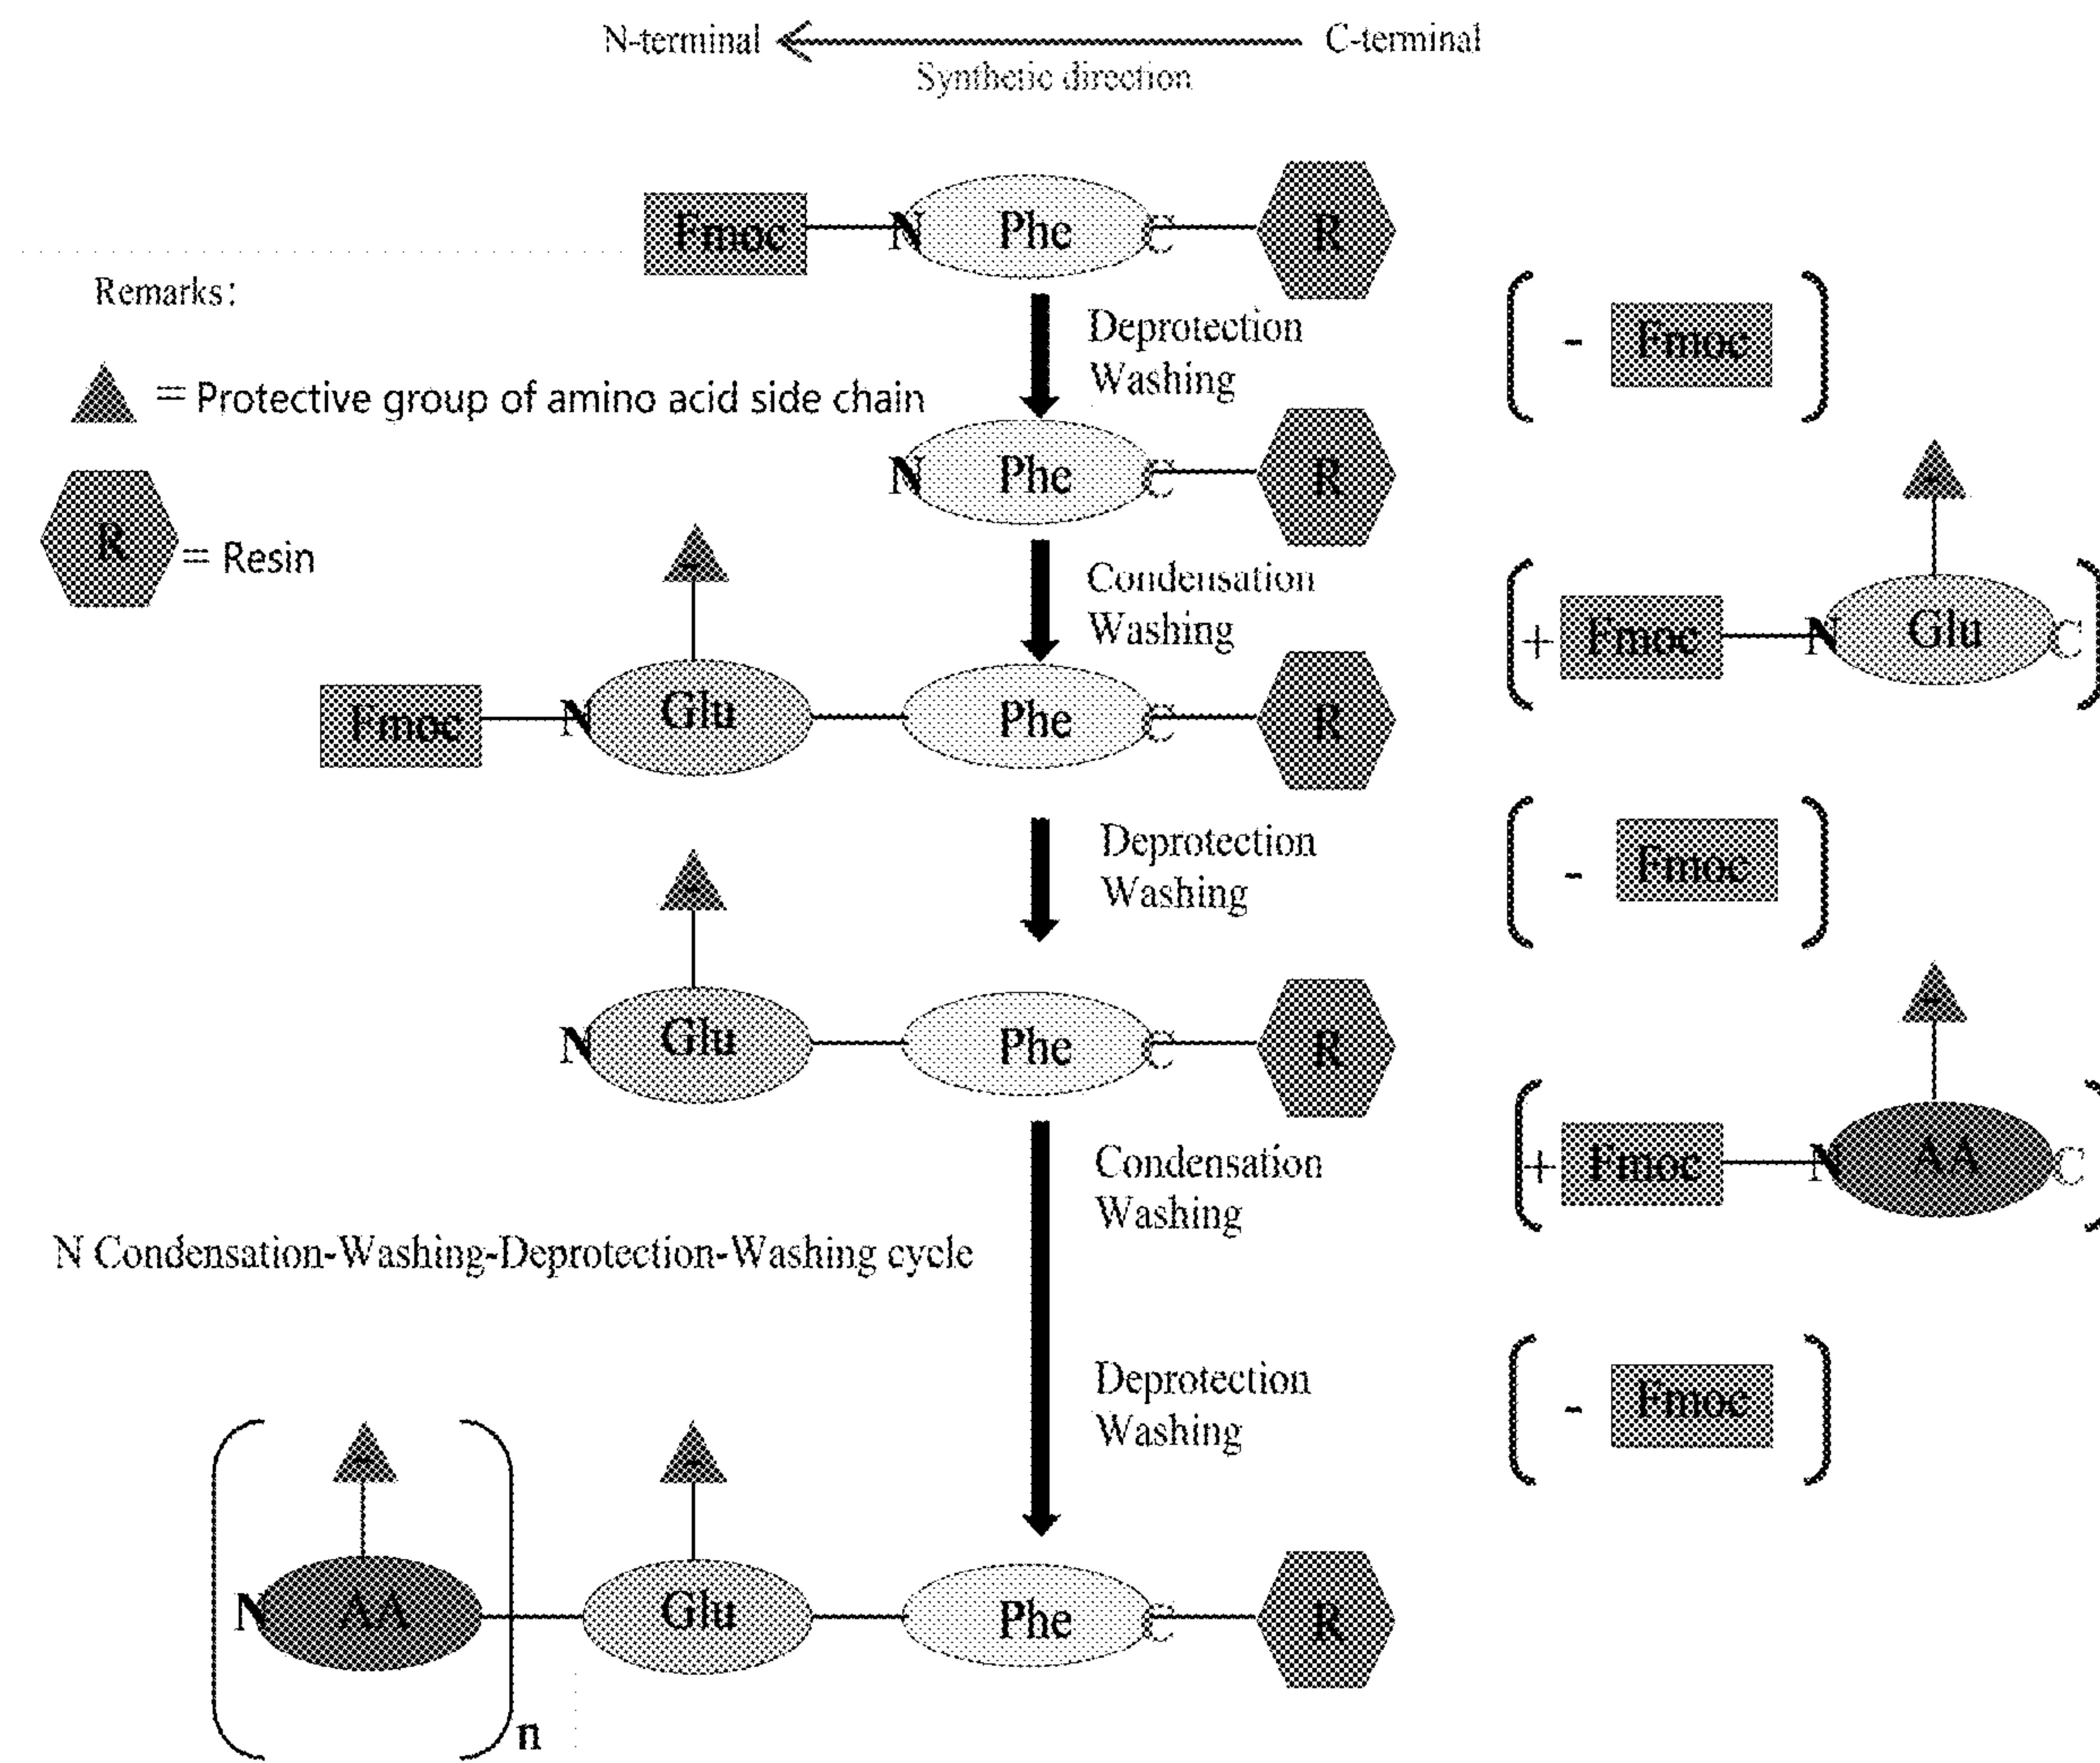 N-terminal C-terminal
Synthetic direction
Fmoc N Phe C R
Remarks:
Deprotection
Washing
- Fmoc
= Protective group of amino acid side chain
N Phe C R
R = Resin
Condensation
Washing
+ Fmoc N Glu C
Fmoc N Glu Phe C R
Deprotection
Washing
- Fmoc
N Glu Phe C R
Condensation
Washing
+ Fmoc N AA C
N Condensation-Washing-Deprotection-Washing cycle
Deprotection
Washing
- Fmoc
N AA Glu Phe C R
n